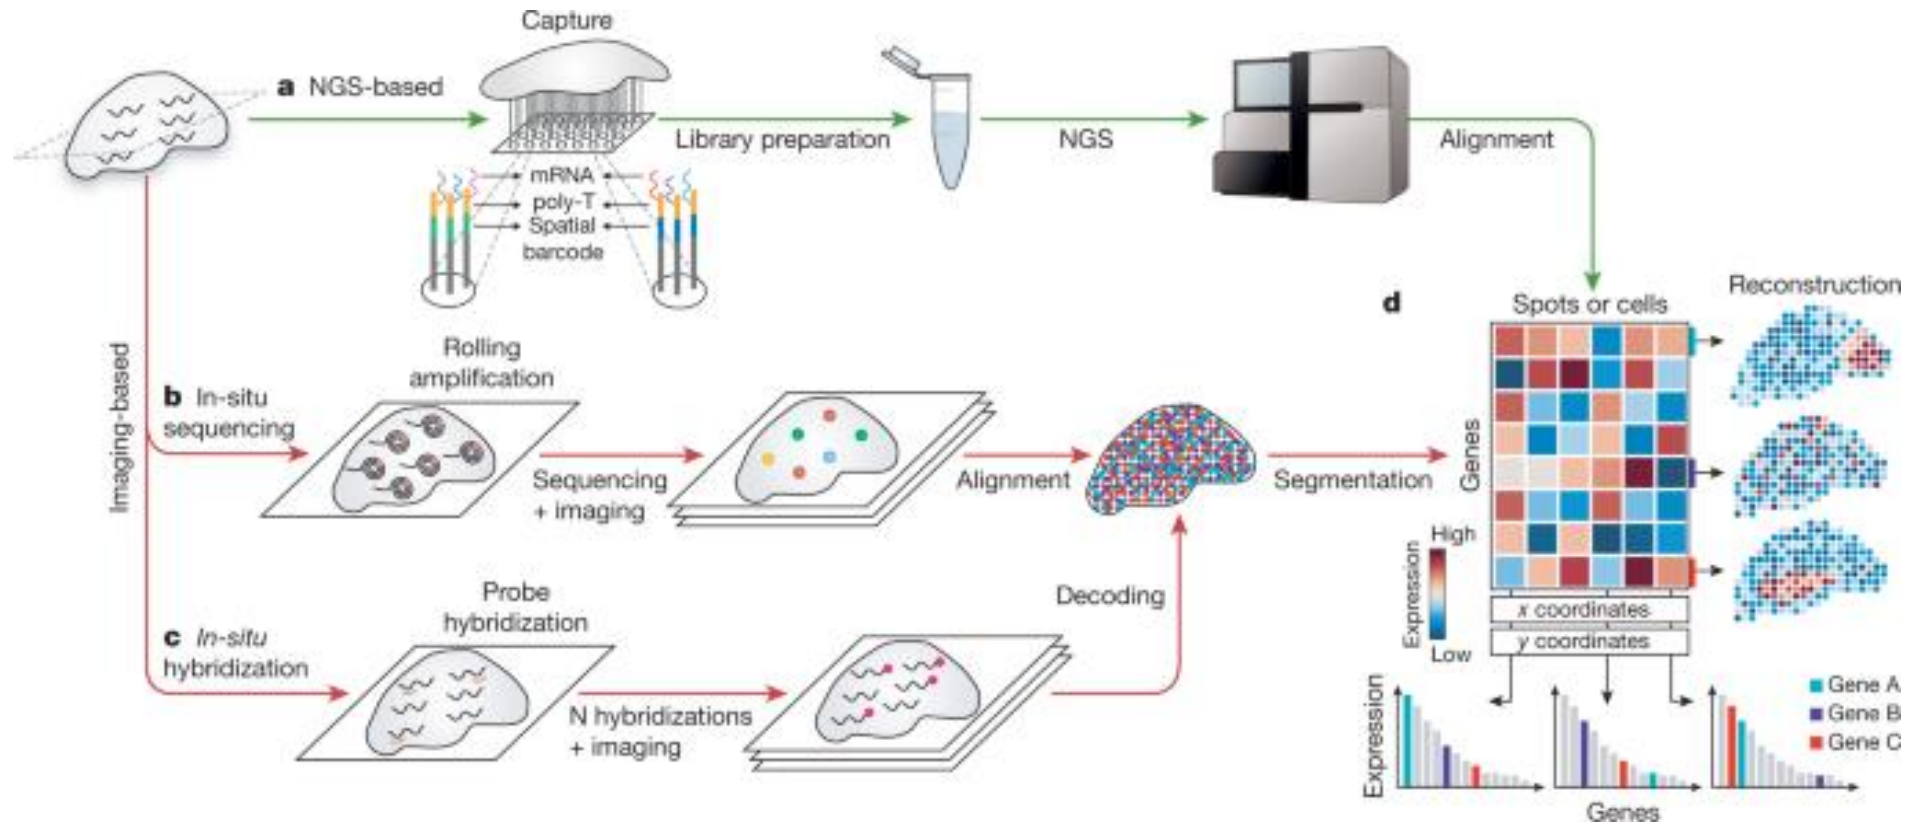 Capture
a NGS-based
Library preparation
NGS
Alignment
mRNA
poly-T
Spatial
barcode
Imaging-based
b In-situ
sequencing
Rolling
amplification
Sequencing
+ imaging
Alignment
Segmentation
c In-situ
hybridization
Probe
hybridization
N hybridizations
+ imaging
Decoding
d
Spots or cells
Reconstruction
Genes
High
Expression
Low
x coordinates
y coordinates
Expression
Genes
Gene A
Gene B
Gene C